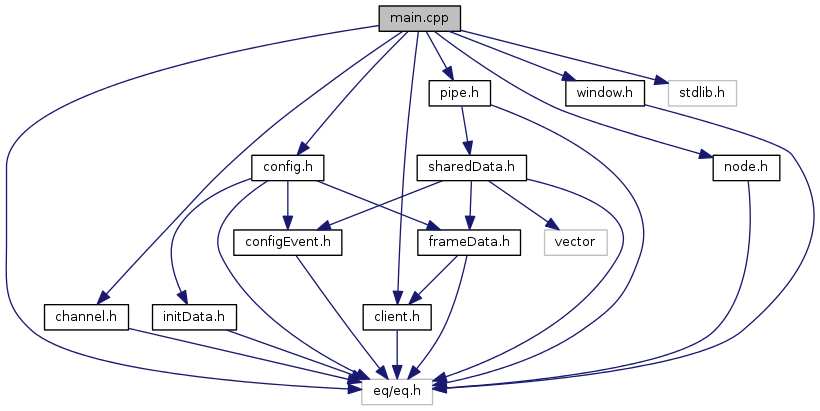 main.cpp
pipe.h
window.h
stdlib.h
config.h
sharedData.h
node.h
configEvent.h
frameData.h
vector
channel.h
initData.h
client.h
eq/eq.h